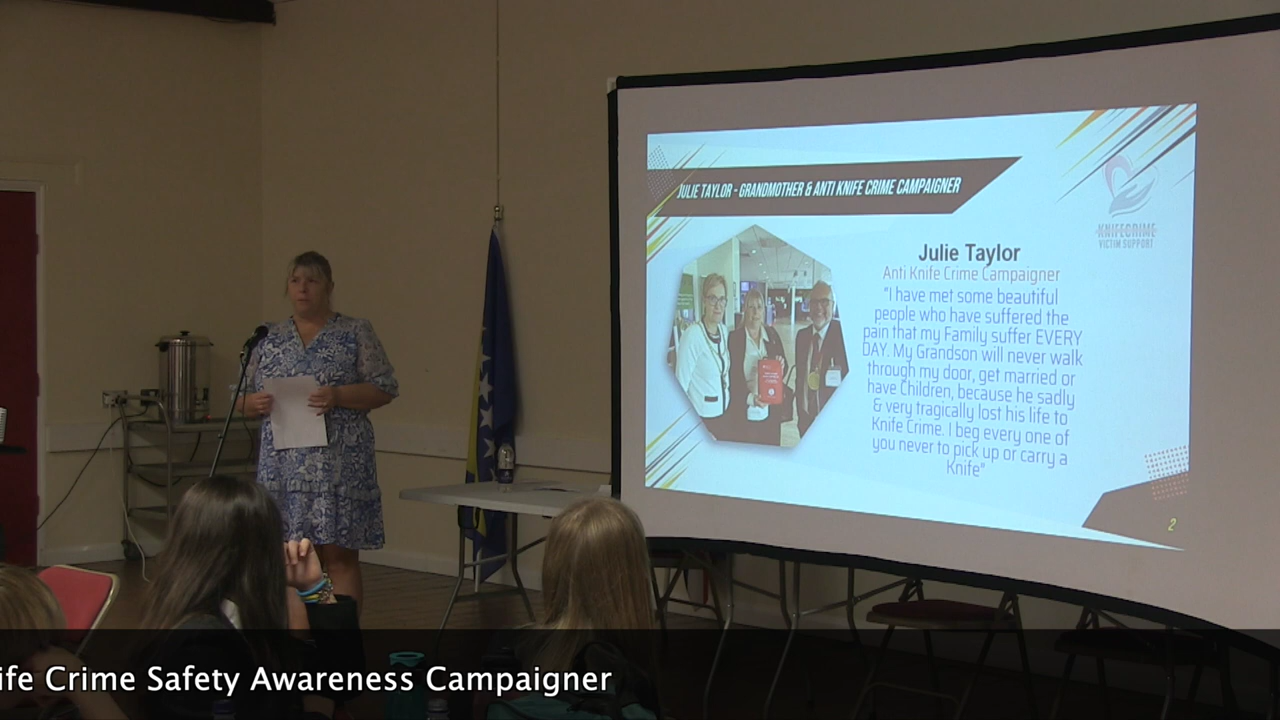 JULIE TAYLOR - GRANDMOTHER & ANTI KNIFE CRIME CAMPAIGNER
KNIFECRIME
VICTIM SUPPORT
Julie Taylor
Anti Knife Crime Campaigner
“I have met some beautiful
people who have suffered the
pain that my Family suffer EVERY
DAY. My Grandson will never walk
through my door, get married or
have Children, because he sadly
& very tragically lost his life to
Knife Crime. I beg every one of
you never to pick up or carry a
Knife”
2
ife Crime Safety Awareness Campaigner